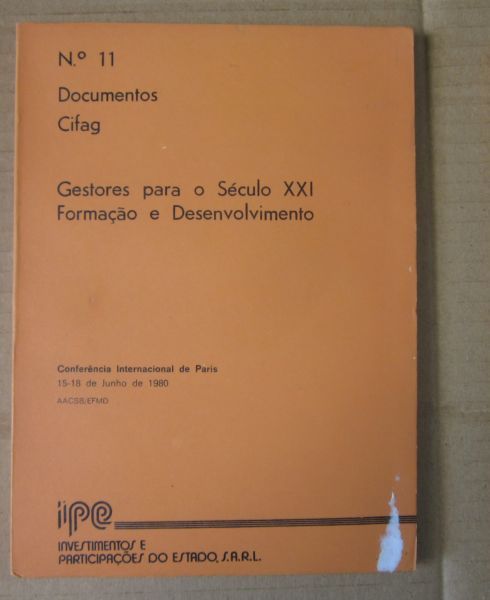 N.º 11
Documentos
Cifag
Gestores para o Século XXI
Formação e Desenvolvimento
Conferência Internacional de Paris
15-18 de Junho de 1980
AACSB/EFMD
ipe
INVESTIMENTOS E
PARTICIPAÇÕES DO ESTADO, S.A.R.L.